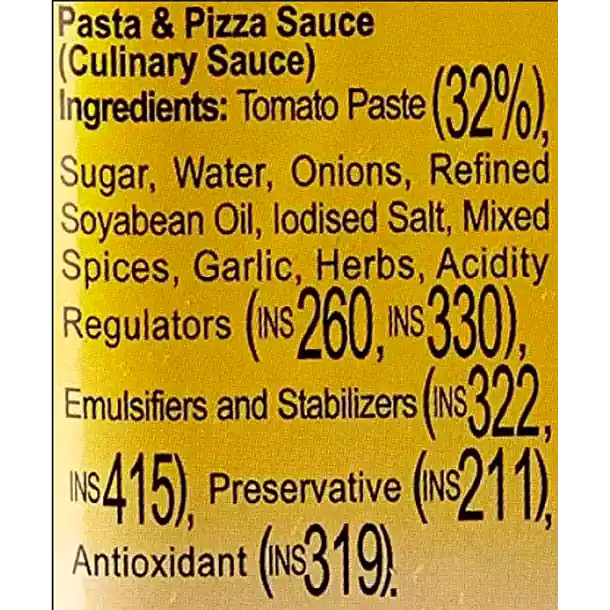 Pasta & Pizza Sauce
(Culinary Sauce)
Ingredients: Tomato Paste (32%),
Sugar, Water, Onions, Refined
Soyabean Oil, Iodised Salt, Mixed
Spices, Garlic, Herbs, Acidity
Regulators (INS260, INS330),
Emulsifiers and Stabilizers (INS322,
INS415), Preservative (INS211),
Antioxidant (INS319).